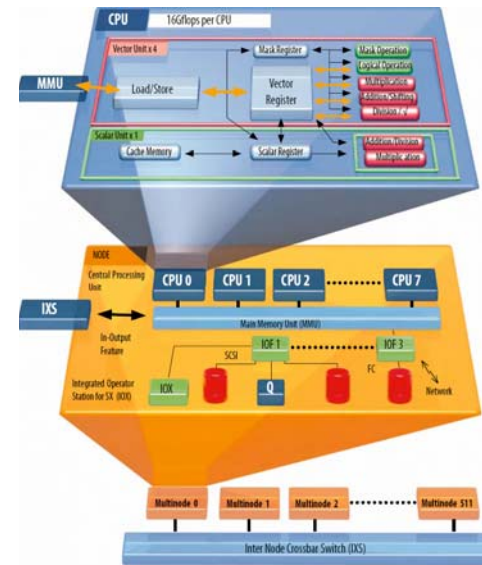 CPU 16Gflops per CPU
Vector Unit x 4
Mask Register
Mask Operation
Logical Operation
MMU
Load/Store
Vector
Register
Multiplication
Addition/Shifting
Division / √
Scalar Unit x 1
Cache Memory
Scalar Register
Addition/Division
Multiplication
NODE
Central Processing
Unit
CPU 0
CPU 1
CPU 2
CPU 7
IXS
Main Memory Unit (MMU)
In-Output
Feature
IOF 1
IOF 3
SCSI
FC
Integrated Operator
Station for SX (IOX)
IOX
Q
Network
Multinode 0
Multinode 1
Multinode 2
Multinode 511
Inter Node Crossbar Switch (IXS)